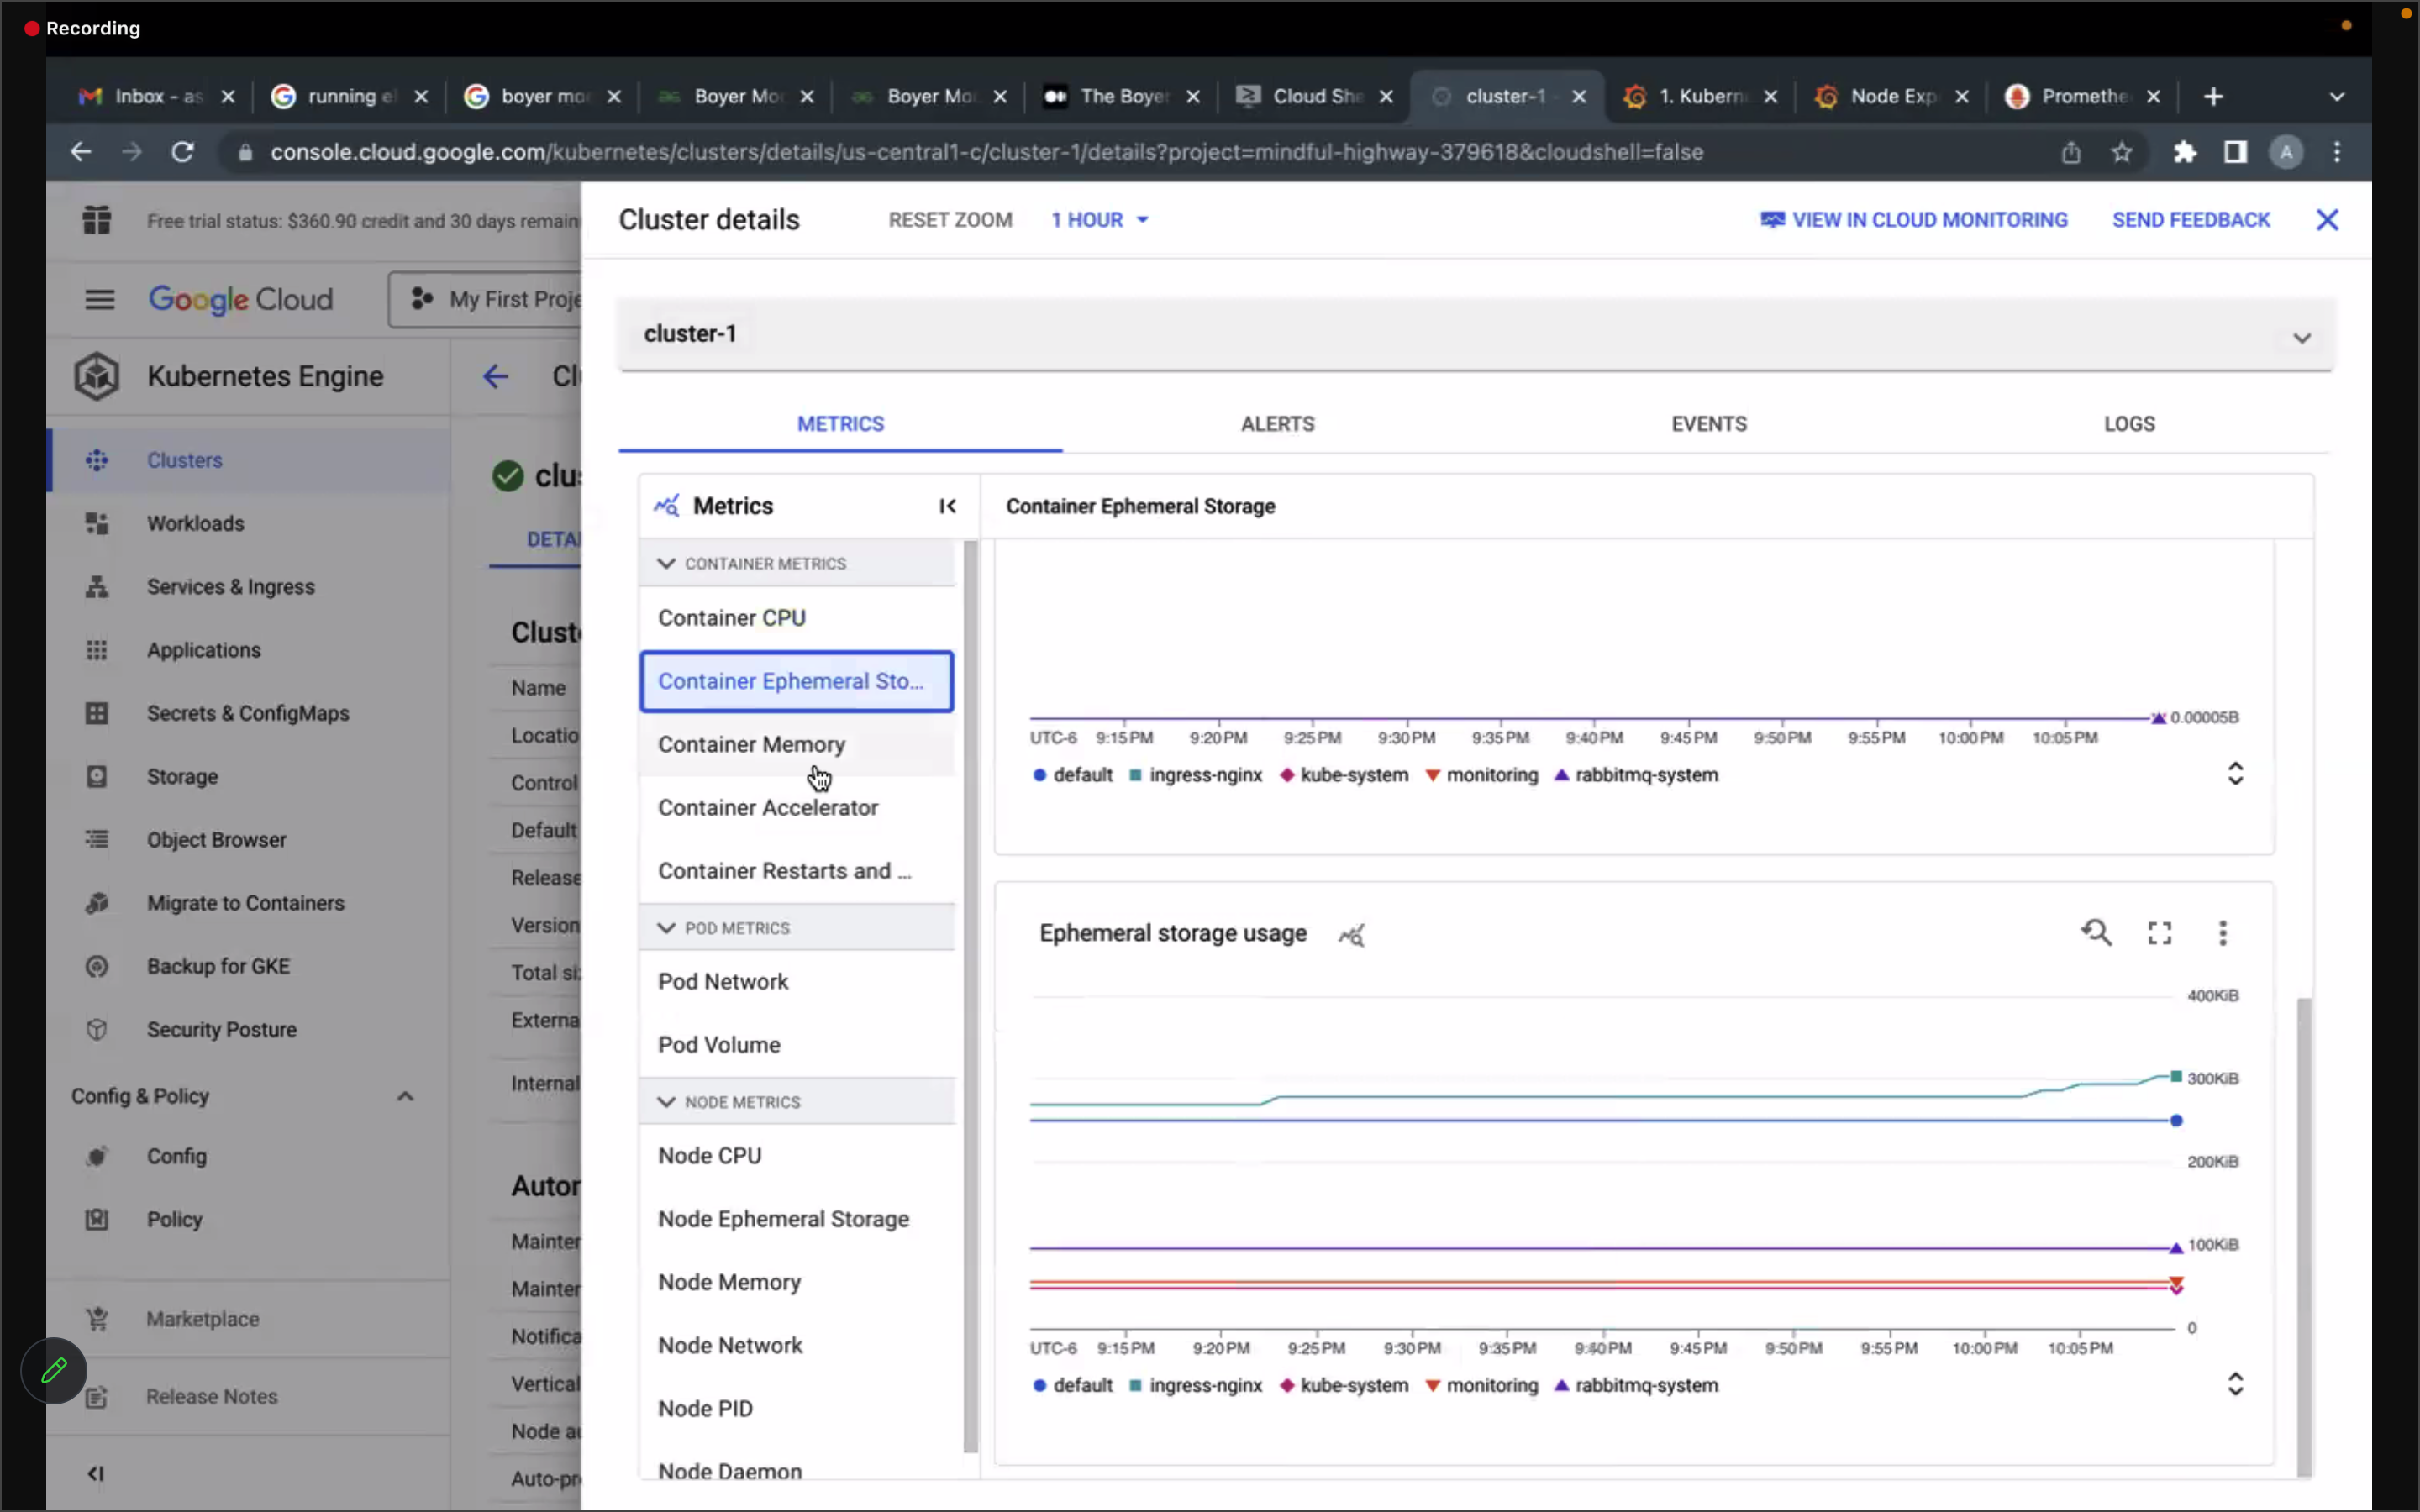 Recording
Inbox - as
running el
boyer mo
Boyer Mo
Boyer Mo
The Boye
Cloud She
cluster-1 -
1. Kubern
Node Exp
Promethe
console.cloud.google.com/kubernetes/clusters/details/us-central1-c/cluster-1/details?project=mindful-highway-379618&cloudshell=false
A
Free trial status: $360.90 credit and 30 days remain
Google Cloud
My First Proje
Kubernetes Engine
Clusters
Workloads
Services & Ingress
Applications
Secrets & ConfigMaps
Storage
Object Browser
Migrate to Containers
Backup for GKE
Security Posture
Config & Policy
Config
Policy
Marketplace
Release Notes
Cl
clu
DETA
Clust
Name
Locatio
Control
Default
Release
Version
Total si
Externa
Internal
Autor
Mainter
Mainter
Notifica
Vertical
Node au
Auto-pr
Cluster details
RESET ZOOM
1 HOUR
VIEW IN CLOUD MONITORING
SEND FEEDBACK
cluster-1
METRICS
ALERTS
EVENTS
LOGS
Metrics
CONTAINER METRICS
Container CPU
Container Ephemeral Sto...
Container Memory
Container Accelerator
Container Restarts and ...
POD METRICS
Pod Network
Pod Volume
NODE METRICS
Node CPU
Node Ephemeral Storage
Node Memory
Node Network
Node PID
Node Daemon
Container Ephemeral Storage
0.00005B
UTC-6 9:15 PM 9:20 PM 9:25 PM 9:30 PM 9:35 PM 9:40 PM 9:45 PM 9:50 PM 9:55 PM 10:00 PM 10:05 PM
default ingress-nginx kube-system monitoring rabbitmq-system
Ephemeral storage usage
400KiB
300KiB
200KiB
100KiB
0
UTC-6 9:15 PM 9:20 PM 9:25 PM 9:30 PM 9:35 PM 9:40 PM 9:45 PM 9:50 PM 9:55 PM 10:00 PM 10:05 PM
default ingress-nginx kube-system monitoring rabbitmq-system